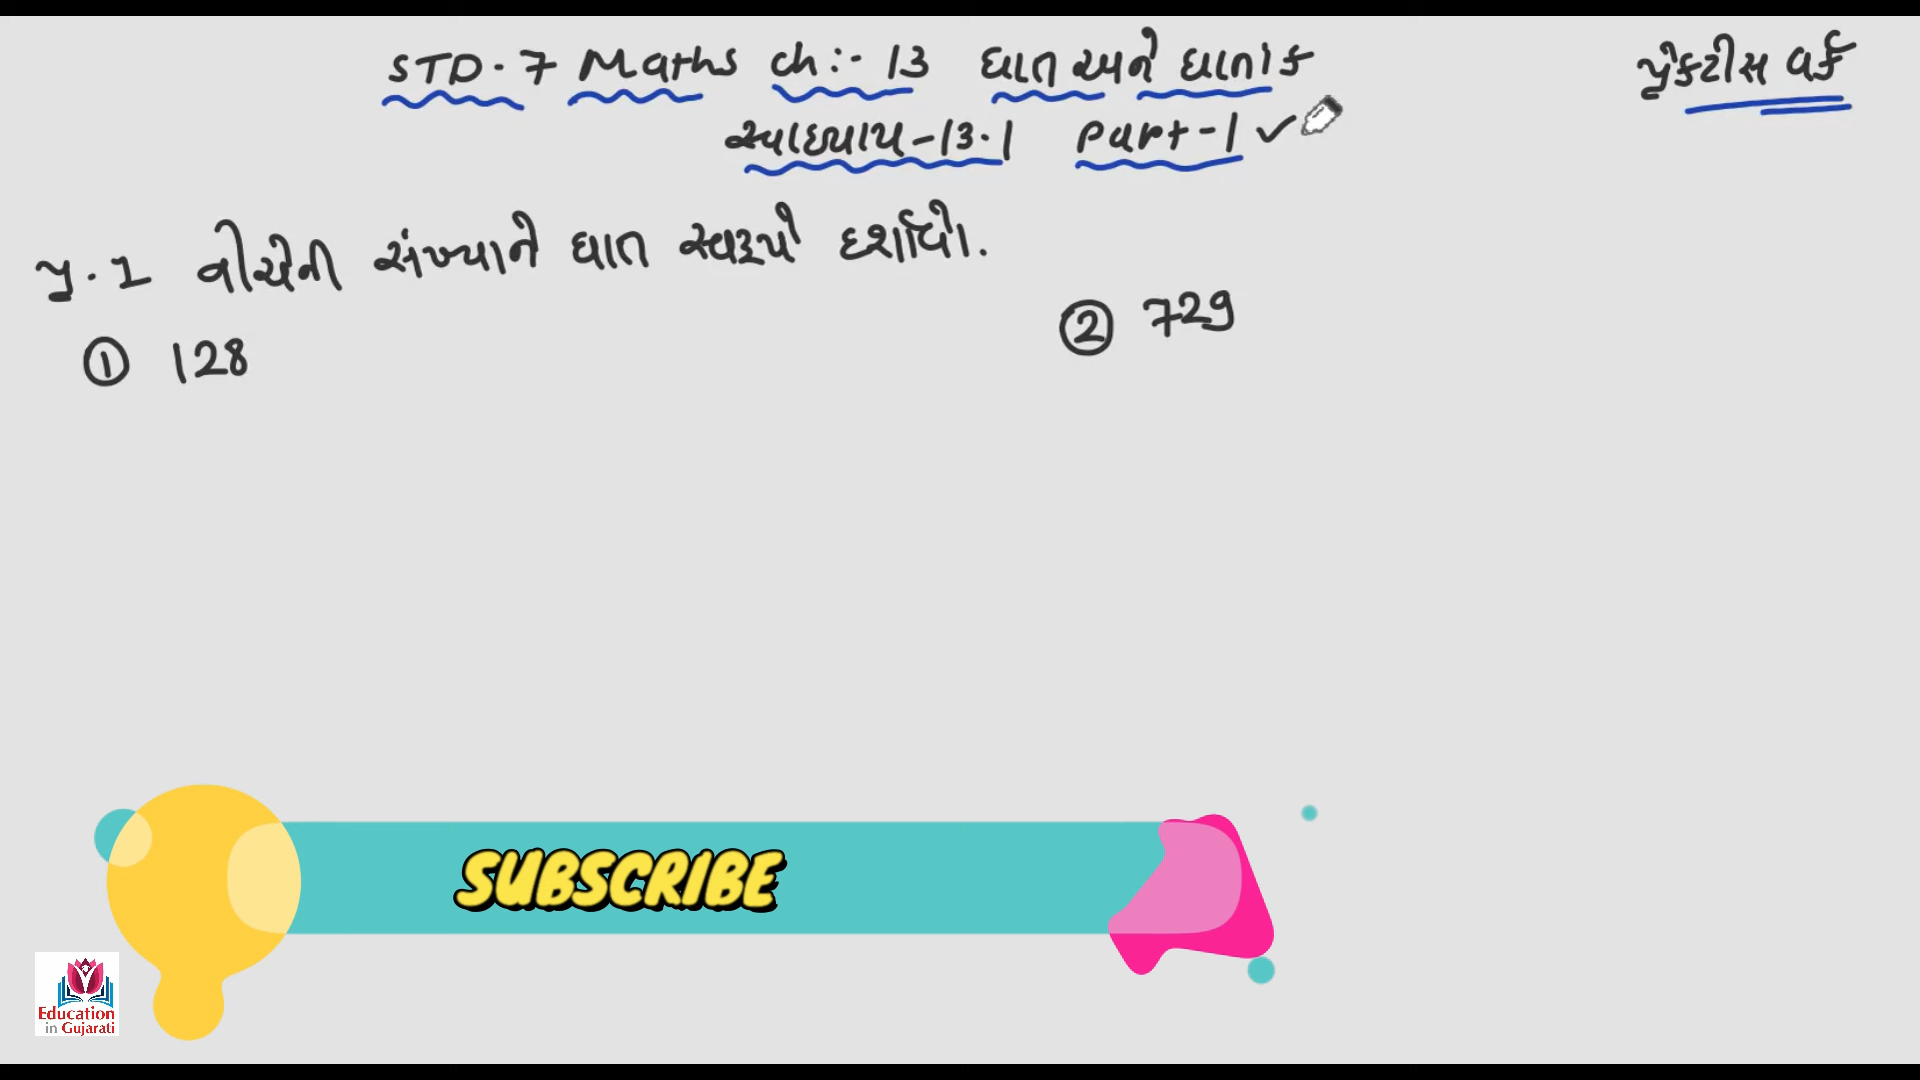 STD.7 Maths ch:- 13 ઘાત અને ઘાતાંક
પ્રેક્ટીસ વર્ક
સ્વાધ્યાય-13.1 Part-1 ✓
પ્ર.1 નીચેની સંખ્યાને ઘાત સ્વરૂપે દર્શાવો.
① 128
② 729
SUBSCRIBE
Education
in Gujarati